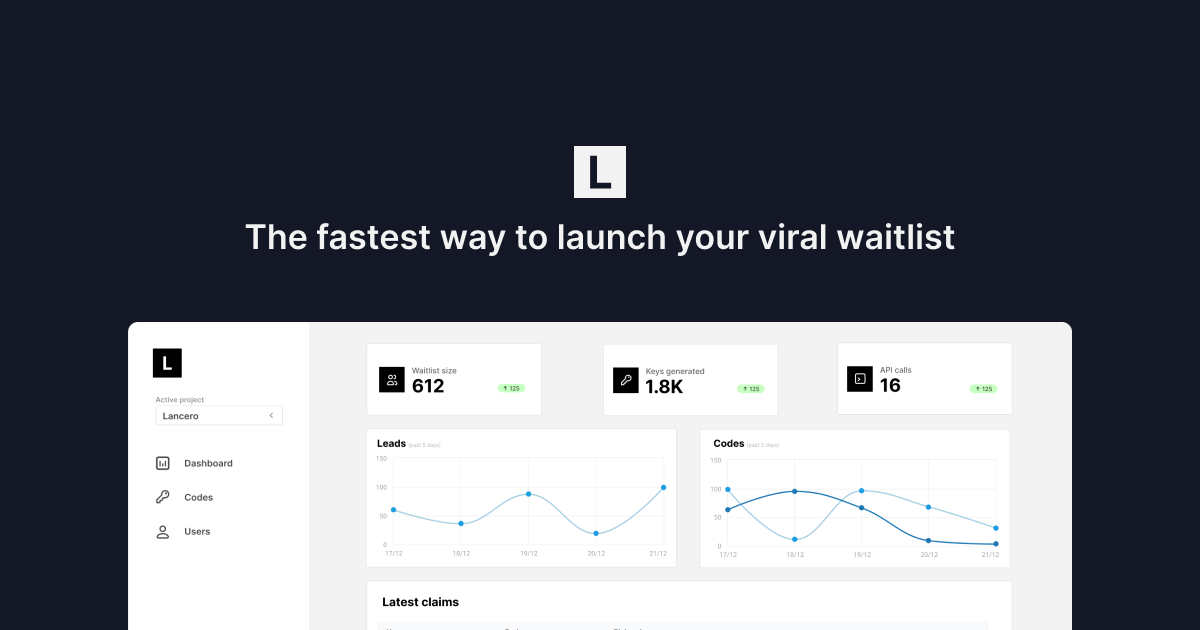 L
The fastest way to launch your viral waitlist
L
Active project
Lancero
Dashboard
Codes
Users
Waitlist size
612
↑ 125
Keys generated
1.8K
↑ 125
API calls
16
↑ 125
Leads (past 5 days)
150
100
50
0
17/12 18/12 19/12 20/12 21/12
Codes (past 5 days)
150
100
50
0
17/12 18/12 19/12 20/12 21/12
Latest claims